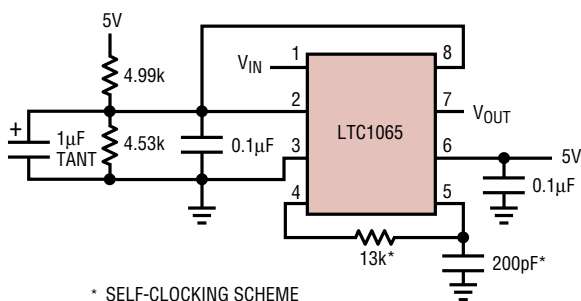 5V
4.99k
V_IN
1
8
2
7
V_OUT
+
1μF
TANT
4.53k
0.1μF
LTC1065
3
6
5V
4
5
0.1μF
13k*
200pF*
* SELF-CLOCKING SCHEME